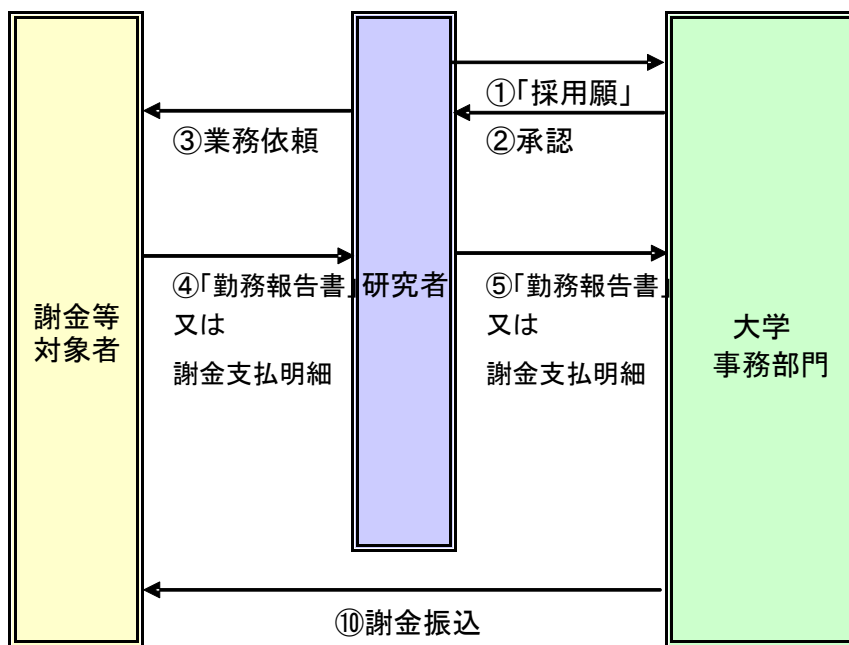 ①「採用願」
②承認
③業務依頼
④「勤務報告書」
又は
謝金支払明細
研究者
⑤「勤務報告書」
又は
謝金支払明細
謝金等
対象者
大学
事務部門
⑩謝金振込